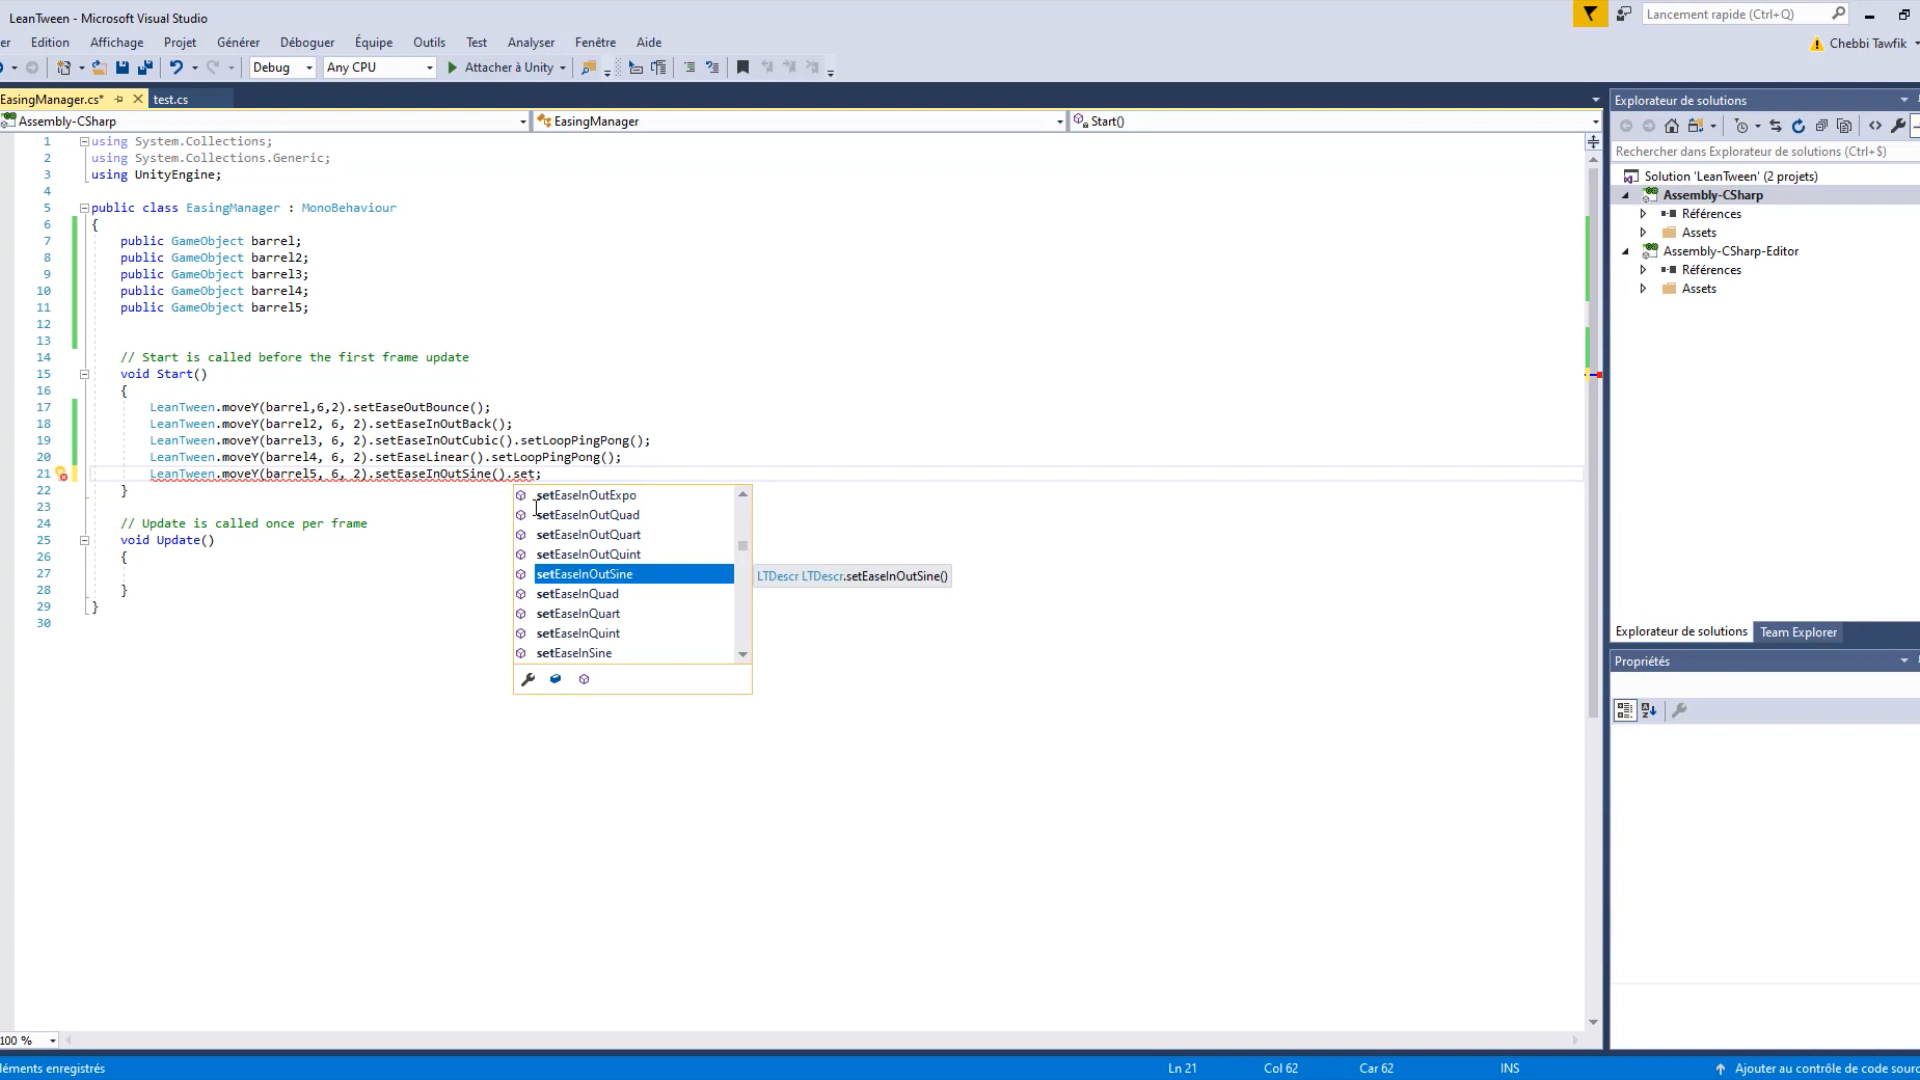 LeanTween - Microsoft Visual Studio
Lancement rapide (Ctrl+Q)
er Edition Affichage Projet Générer Déboguer Équipe Outils Test Analyser Fenêtre Aide
Chebbi Tawfik
Debug Any CPU Attacher à Unity
EasingManager.cs* test.cs
Explorateur de solutions
Assembly-CSharp EasingManager Start()
Rechercher dans Explorateur de solutions (Ctrl+$)
Solution 'LeanTween' (2 projets)
Assembly-CSharp
Références
Assets
Assembly-CSharp-Editor
Références
Assets
1 using System.Collections;
2 using System.Collections.Generic;
3 using UnityEngine;
4
5 public class EasingManager : MonoBehaviour
6 {
7 public GameObject barrel;
8 public GameObject barrel2;
9 public GameObject barrel3;
10 public GameObject barrel4;
11 public GameObject barrel5;
12
13
14 // Start is called before the first frame update
15 void Start()
16 {
17 LeanTween.moveY(barrel,6,2).setEaseOutBounce();
18 LeanTween.moveY(barrel2, 6, 2).setEaseInOutBack();
19 LeanTween.moveY(barrel3, 6, 2).setEaseInOutCubic().setLoopPingPong();
20 LeanTween.moveY(barrel4, 6, 2).setEaseLinear().setLoopPingPong();
21 LeanTween.moveY(barrel5, 6, 2).setEaseInOutSine().set;
22 }
23
24 // Update is called once per frame
25 void Update()
26 {
27
28 }
29 }
30
setEaseInOutExpo
setEaseInOutQuad
setEaseInOutQuart
setEaseInOutQuint
setEaseInOutSine
LTDescr LTDescr.setEaseInOutSine()
setEaseInQuad
setEaseInQuart
setEaseInQuint
setEaseInSine
Explorateur de solutions Team Explorer
Propriétés
100 %
léments enregistrés Ln 21 Col 62 Car 62 INS Ajouter au contrôle de code sourc